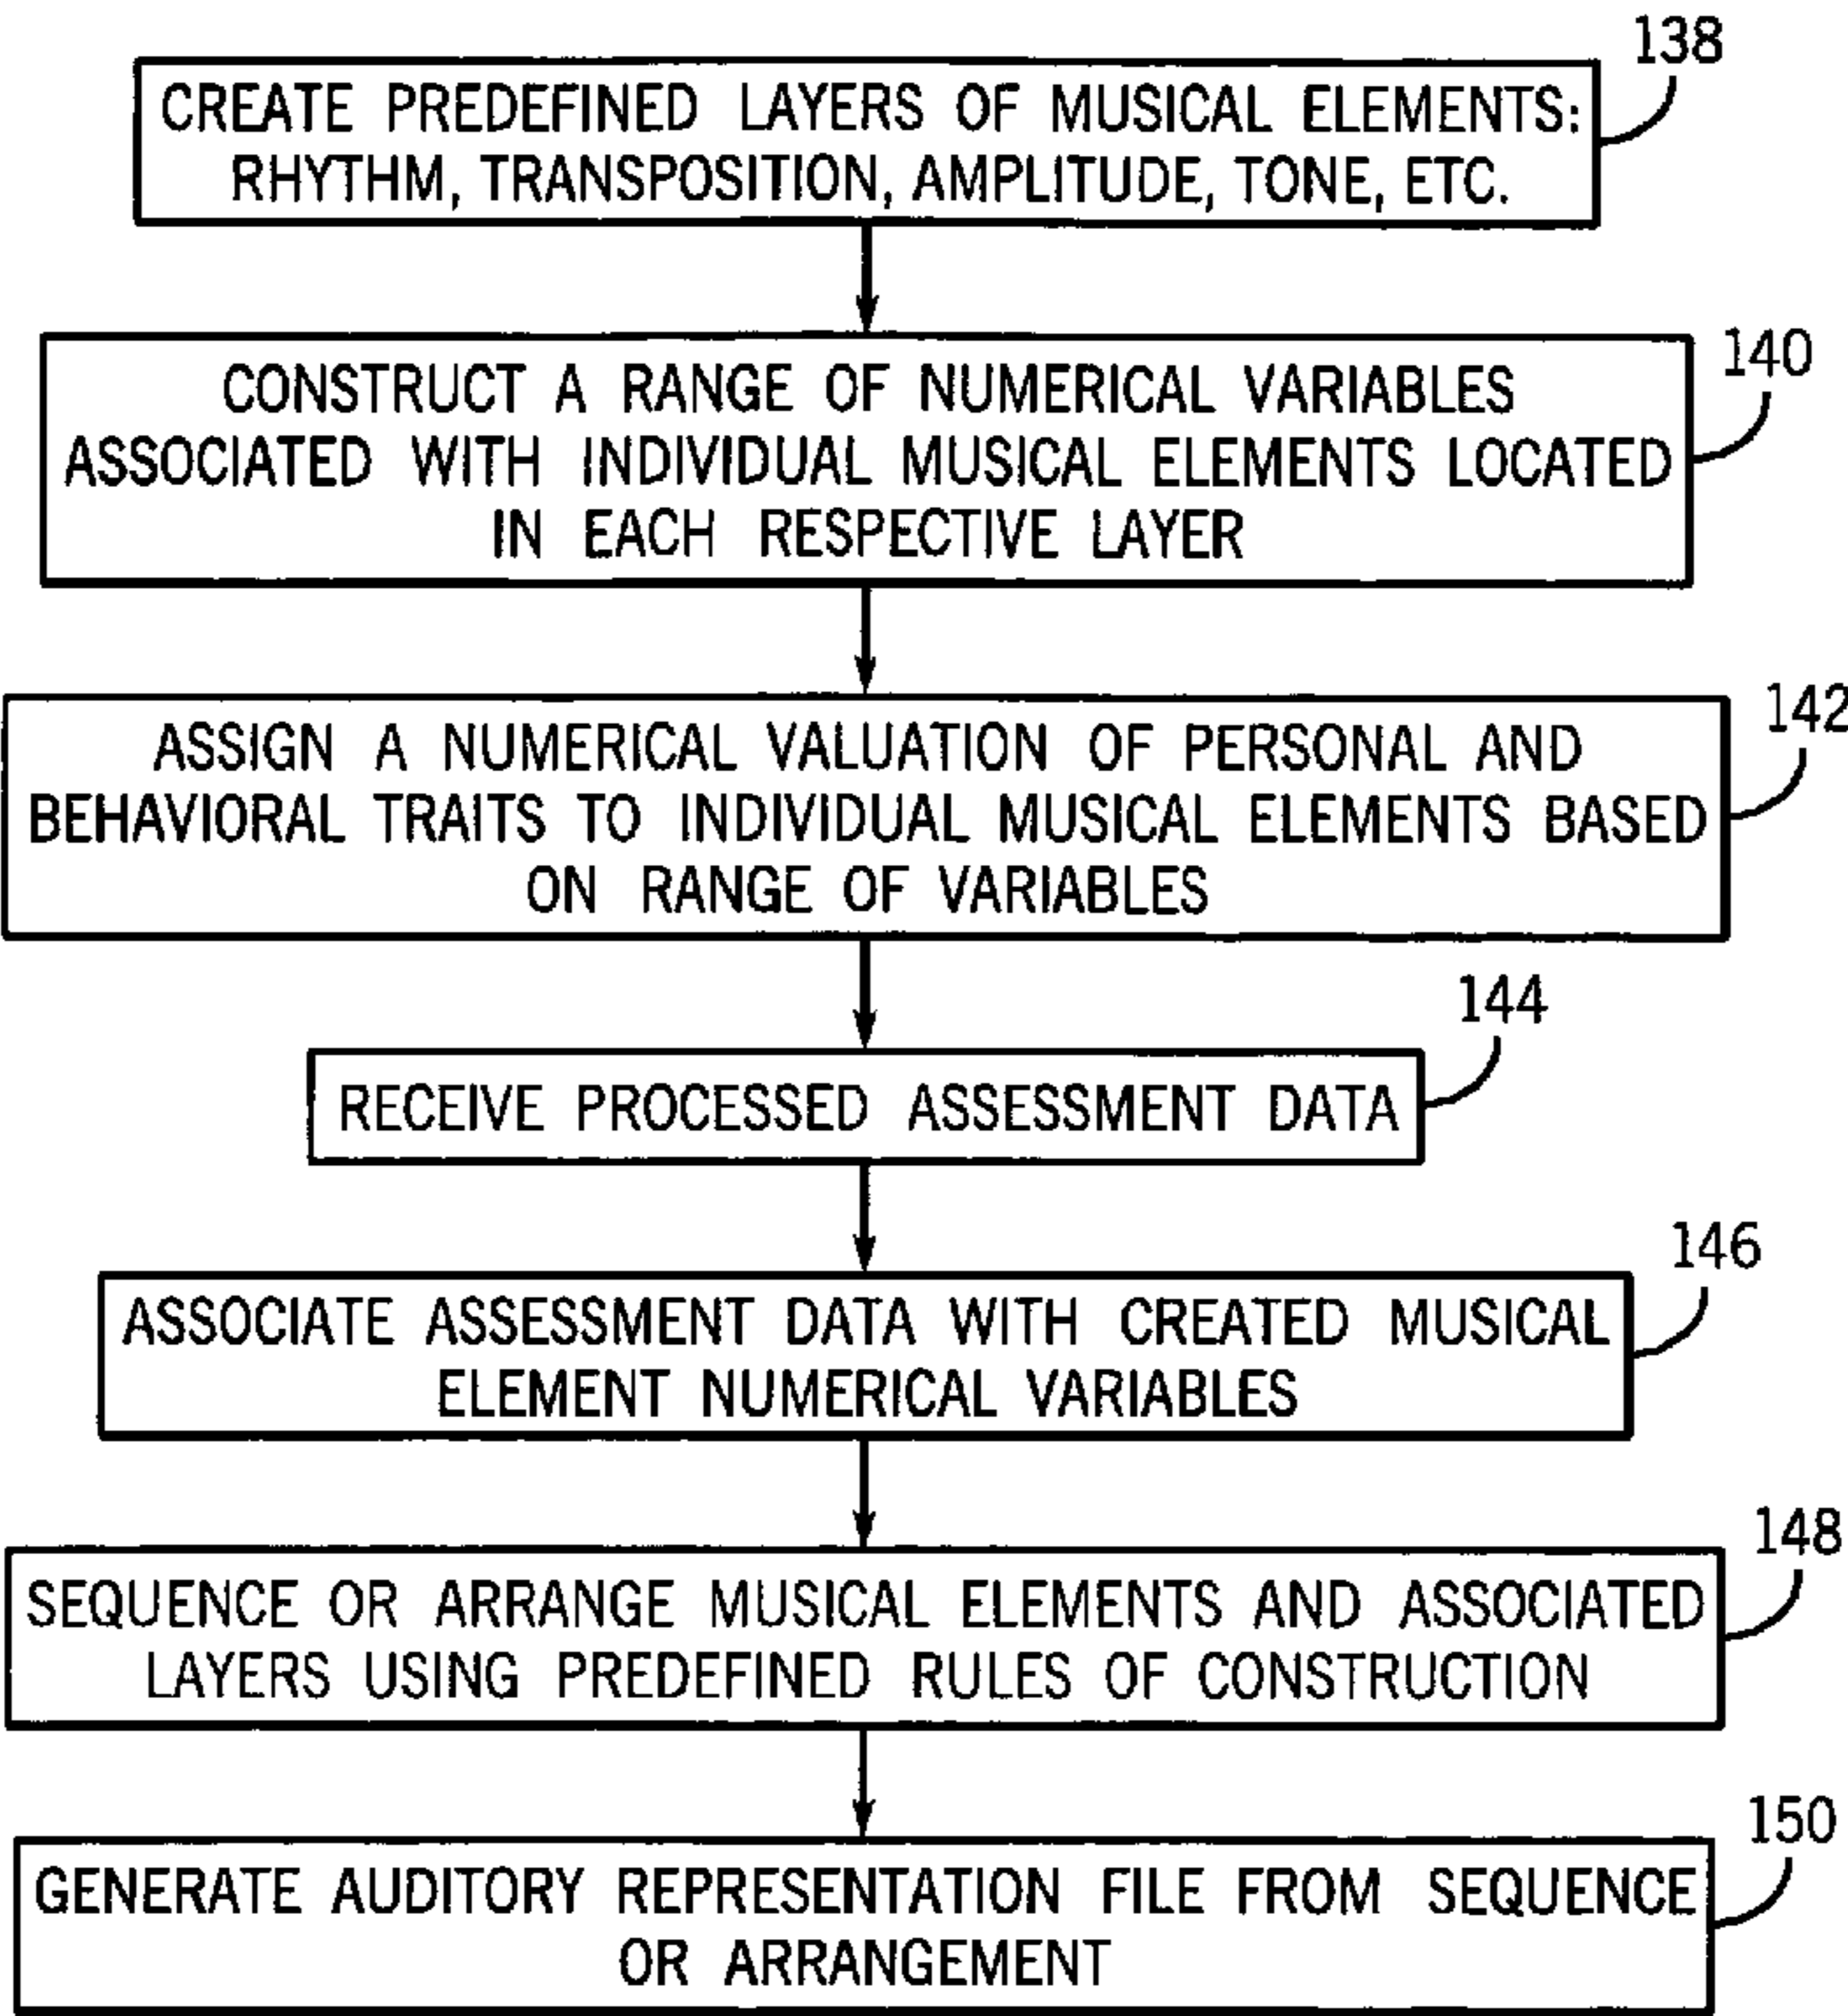 138
CREATE PREDEFINED LAYERS OF MUSICAL ELEMENTS:
RHYTHM, TRANSPOSITION, AMPLITUDE, TONE, ETC.
140
CONSTRUCT A RANGE OF NUMERICAL VARIABLES
ASSOCIATED WITH INDIVIDUAL MUSICAL ELEMENTS LOCATED
IN EACH RESPECTIVE LAYER
142
ASSIGN A NUMERICAL VALUATION OF PERSONAL AND
BEHAVIORAL TRAITS TO INDIVIDUAL MUSICAL ELEMENTS BASED
ON RANGE OF VARIABLES
144
RECEIVE PROCESSED ASSESSMENT DATA
146
ASSOCIATE ASSESSMENT DATA WITH CREATED MUSICAL
ELEMENT NUMERICAL VARIABLES
148
SEQUENCE OR ARRANGE MUSICAL ELEMENTS AND ASSOCIATED
LAYERS USING PREDEFINED RULES OF CONSTRUCTION
150
GENERATE AUDITORY REPRESENTATION FILE FROM SEQUENCE
OR ARRANGEMENT